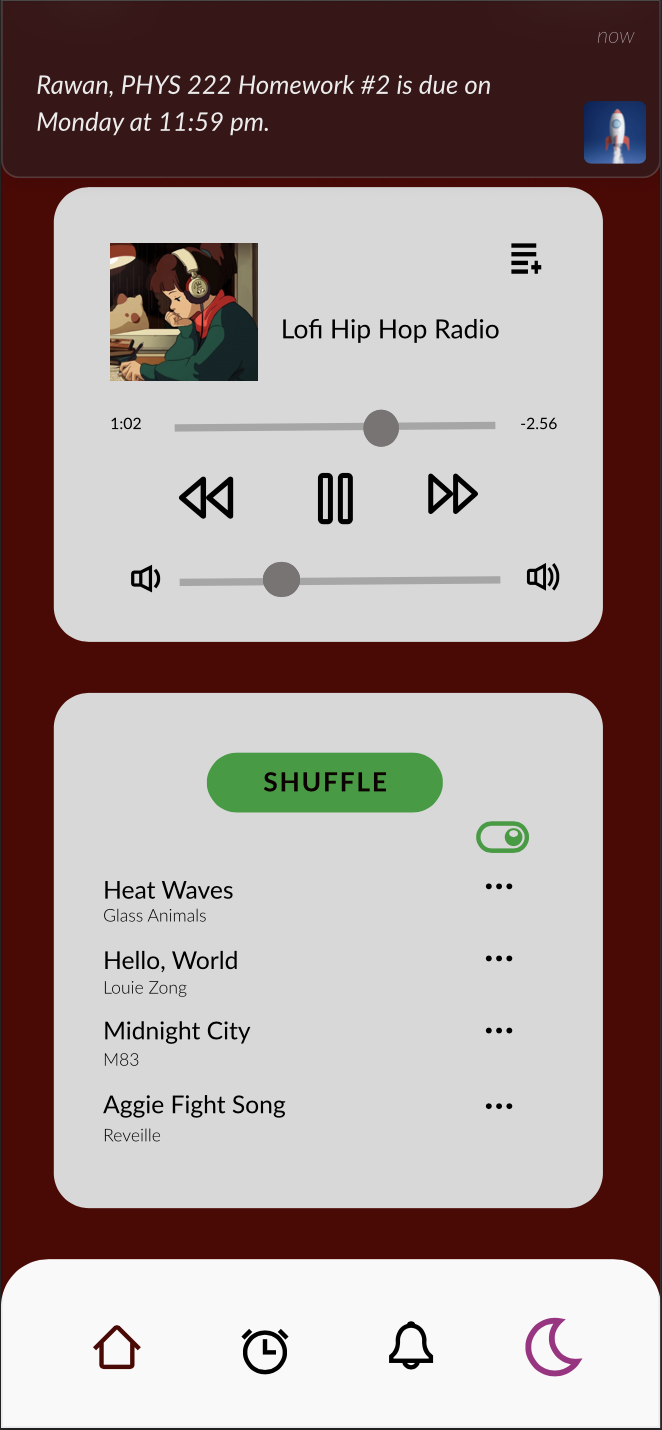 now
Rawan, PHYS 222 Homework #2 is due on
Monday at 11:59 pm.
Lofi Hip Hop Radio
1:02
-2.56
SHUFFLE
Heat Waves
Glass Animals
Hello, World
Louie Zong
Midnight City
M83
Aggie Fight Song
Reveille